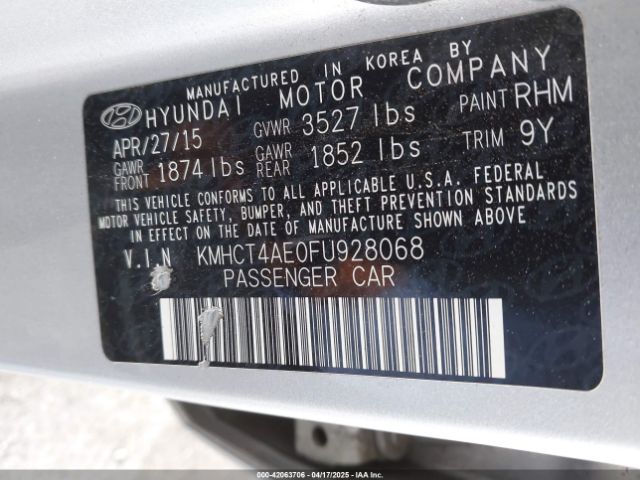 MANUFACTURED IN KOREA BY
HYUNDAI MOTOR COMPANY
APR/27/15 GVWR 3527 lbs PAINT RHM
GAWR FRONT 1874 lbs GAWR REAR 1852 lbs TRIM 9Y
THIS VEHICLE CONFORMS TO ALL APPLICABLE U.S.A. FEDERAL
MOTOR VEHICLE SAFETY, BUMPER, AND THEFT PREVENTION STANDARDS
IN EFFECT ON THE DATE OF MANUFACTURE SHOWN ABOVE.
V.I.N KMHCT4AE0FU928068
PASSENGER CAR
000-42063706 - 04/17/2025 - IAA Inc.